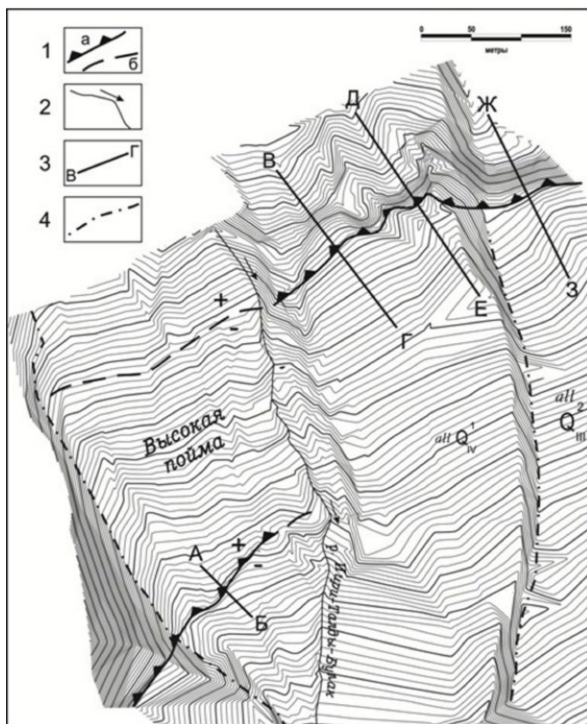 1 а б
0 50 150
метры
2
3 В Г
4
Д Ж
В
+
-
Г Е З
Высокая
пойма
all Q 1 IV
all Q 2 III
А + -
Б